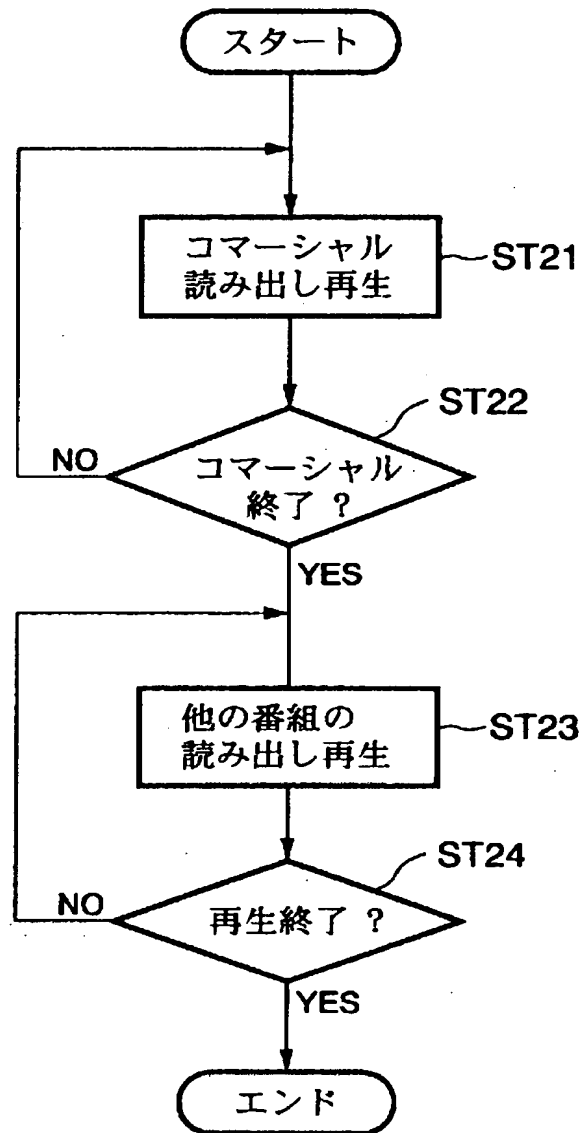 スタート
コマーシャル
読み出し再生
ST21
ST22
コマーシャル
終了 ?
NO
YES
他の番組の
読み出し再生
ST23
ST24
再生終了 ?
NO
YES
エンド